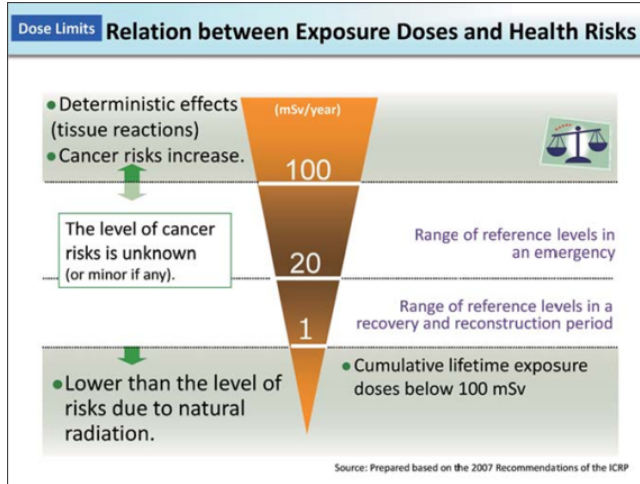 Dose Limits Relation between Exposure Doses and Health Risks
● Deterministic effects
(tissue reactions)
● Cancer risks increase.
(mSv/year)
100
The level of cancer
risks is unknown
(or minor if any).
Range of reference levels in
an emergency
20
Range of reference levels in a
recovery and reconstruction period
1
● Lower than the level of
risks due to natural
radiation.
● Cumulative lifetime exposure
doses below 100 mSv
Source: Prepared based on the 2007 Recommendations of the ICRP